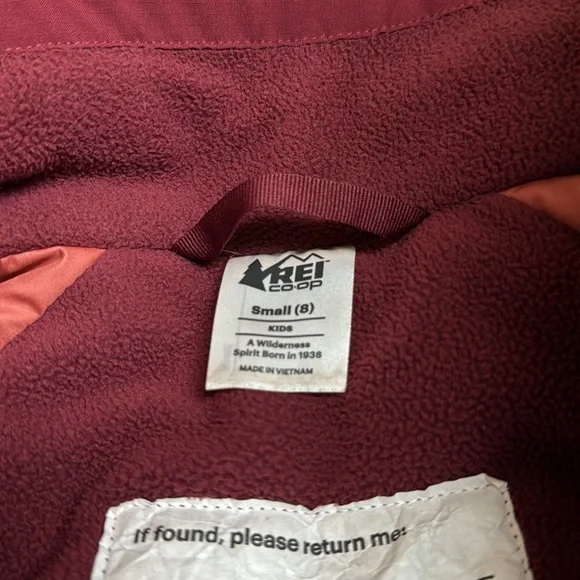 REI
CO·OP
Small (8)
KIDS
A Wilderness
Spirit Born in 1938
MADE IN VIETNAM
If found, please return me: